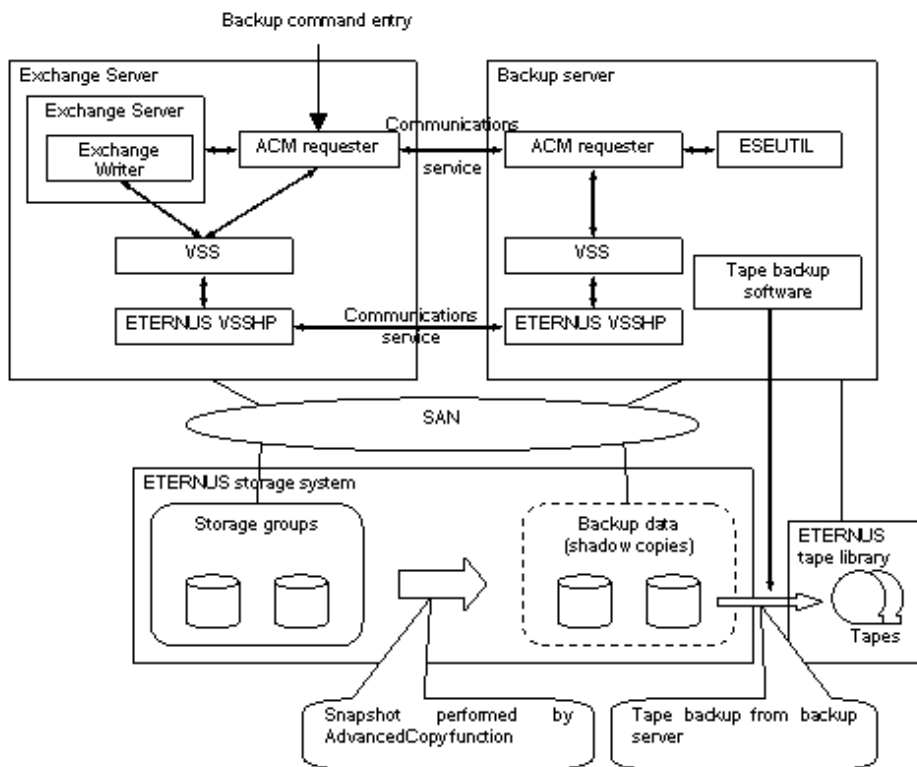 Backup command entry
Exchange Server
Backup server
Exchange Server
Exchange
Writer
ACM requester
Communications
service
ACM requester
ESEUTIL
VSS
VSS
Tape backup
software
ETERNUS VSSHP
Communications
service
ETERNUS VSSHP
SAN
ETERNUS storage system
Storage groups
Backup data
(shadow copies)
ETERNUS
tape library
Tapes
Snapshot performed by
AdvancedCopyfunction
Tape backup from backup
server